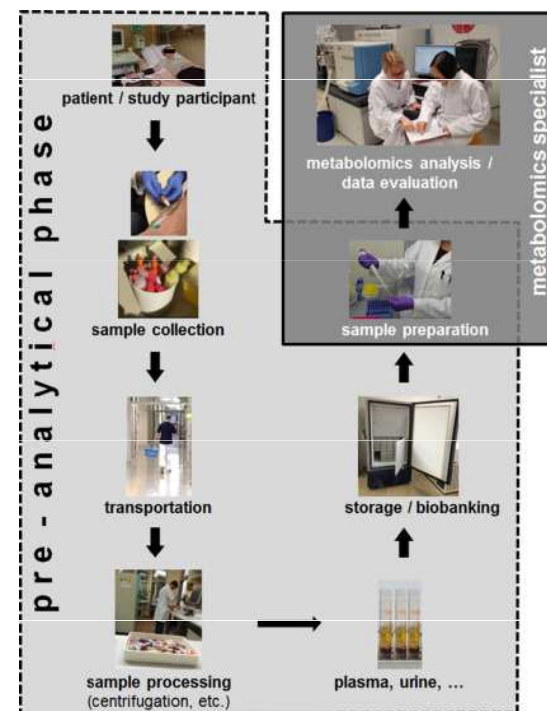 pre-analytical phase
patient / study participant
sample collection
transportation
sample processing
(centrifugation, etc.)
plasma, urine, …
storage / biobanking
sample preparation
metabolomics analysis /
data evaluation
metabolomics specialist